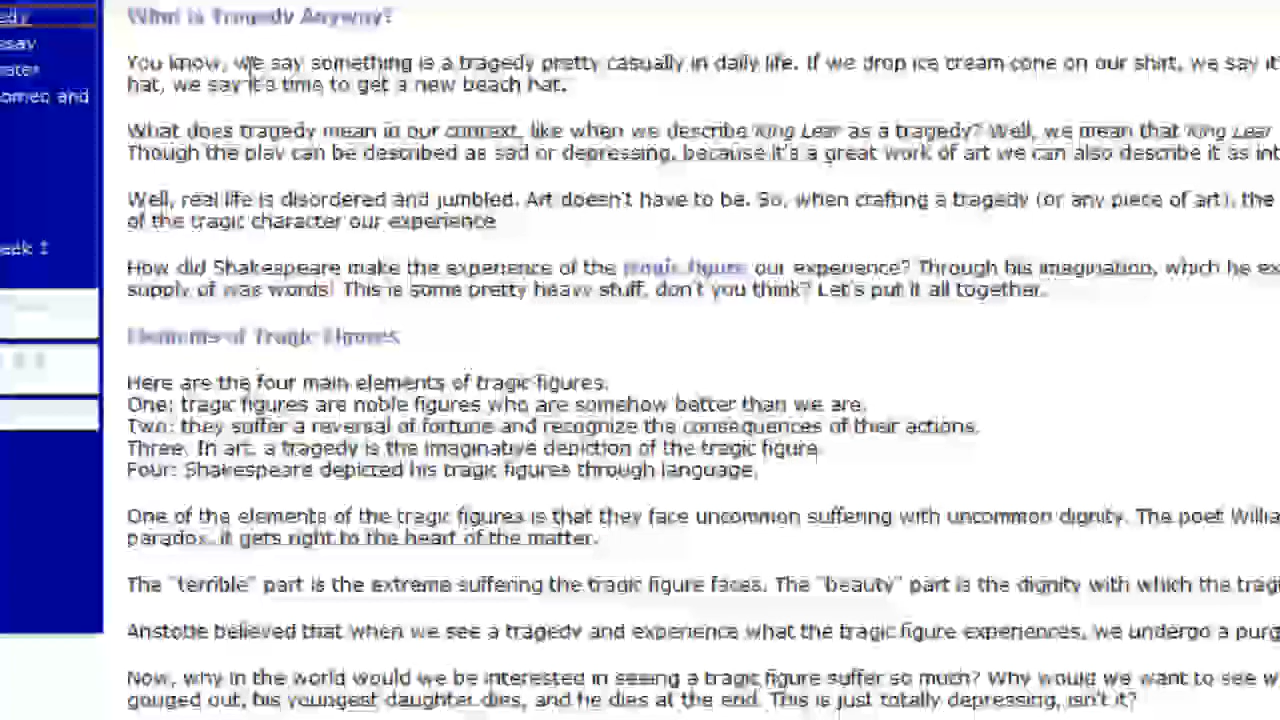 edy
essay
omeo and
eek 1
What is Tragedy Anyway?
You know, we say something is a tragedy pretty casually in daily life. If we drop ice cream cone on our shirt, we say it'
hat, we say it's time to get a new beach hat.
What does tragedy mean in our context, like when we describe King Lear as a tragedy? Well, we mean that King Lear
Though the play can be described as sad or depressing, because it's a great work of art we can also describe it as int
Well, real life is disordered and jumbled. Art doesn't have to be. So, when crafting a tragedy (or any piece of art), the
of the tragic character our experience
How did Shakespeare make the experience of the tragic figure our experience? Through his imagination, which he ex
supply of was words! This is some pretty heavy stuff, don't you think? Let's put it all together.
Elements of Tragic Figures
Here are the four main elements of tragic figures.
One: tragic figures are noble figures who are somehow better than we are.
Two: they suffer a reversal of fortune and recognize the consequences of their actions.
Three. In art, a tragedy is the imaginative depiction of the tragic figure.
Four: Shakespeare depicted his tragic figures through language.
One of the elements of the tragic figures is that they face uncommon suffering with uncommon dignity. The poet Willia
paradox. It gets right to the heart of the matter.
The "terrible" part is the extreme suffering the tragic figure faces. The "beauty" part is the dignity with which the tragi
Aristotle believed that when we see a tragedy and experience what the tragic figure experiences, we undergo a purg
Now, why in the world would we be interested in seeing a tragic figure suffer so much? Why would we want to see w
gouged out, his youngest daughter dies, and he dies at the end. This is just totally depressing, isn't it?